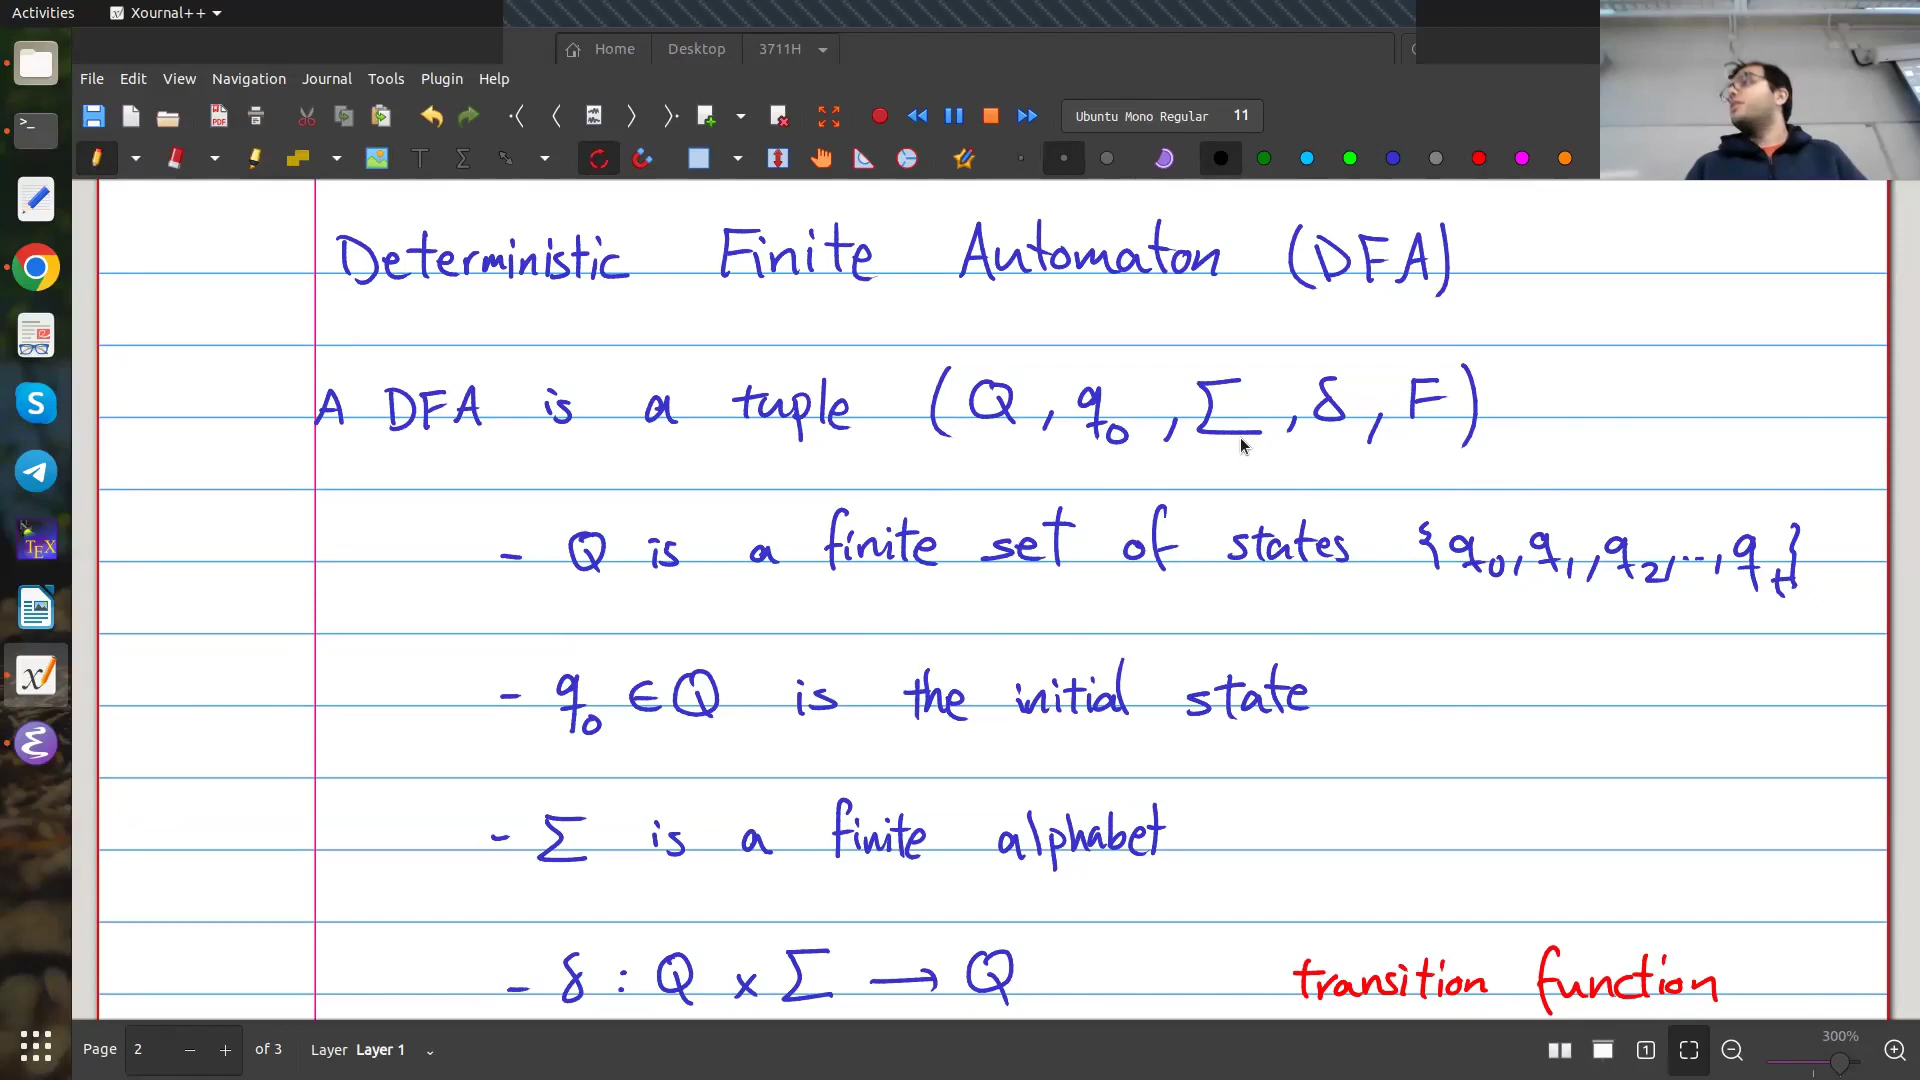 Activities Xournal++
Home Desktop 3711H
File Edit View Navigation Journal Tools Plugin Help
PDF Ubuntu Mono Regular 11
Deterministic Finite Automaton (DFA)
A DFA is a tuple (Q, q₀, Σ, δ, F)
- Q is a finite set of states {q₀, q₁, q₂, ..., qₜ}
- q₀ ∈ Q is the initial state
- Σ is a finite alphabet
- δ : Q × Σ → Q transition function
Page 2 of 3 Layer Layer 1 300%